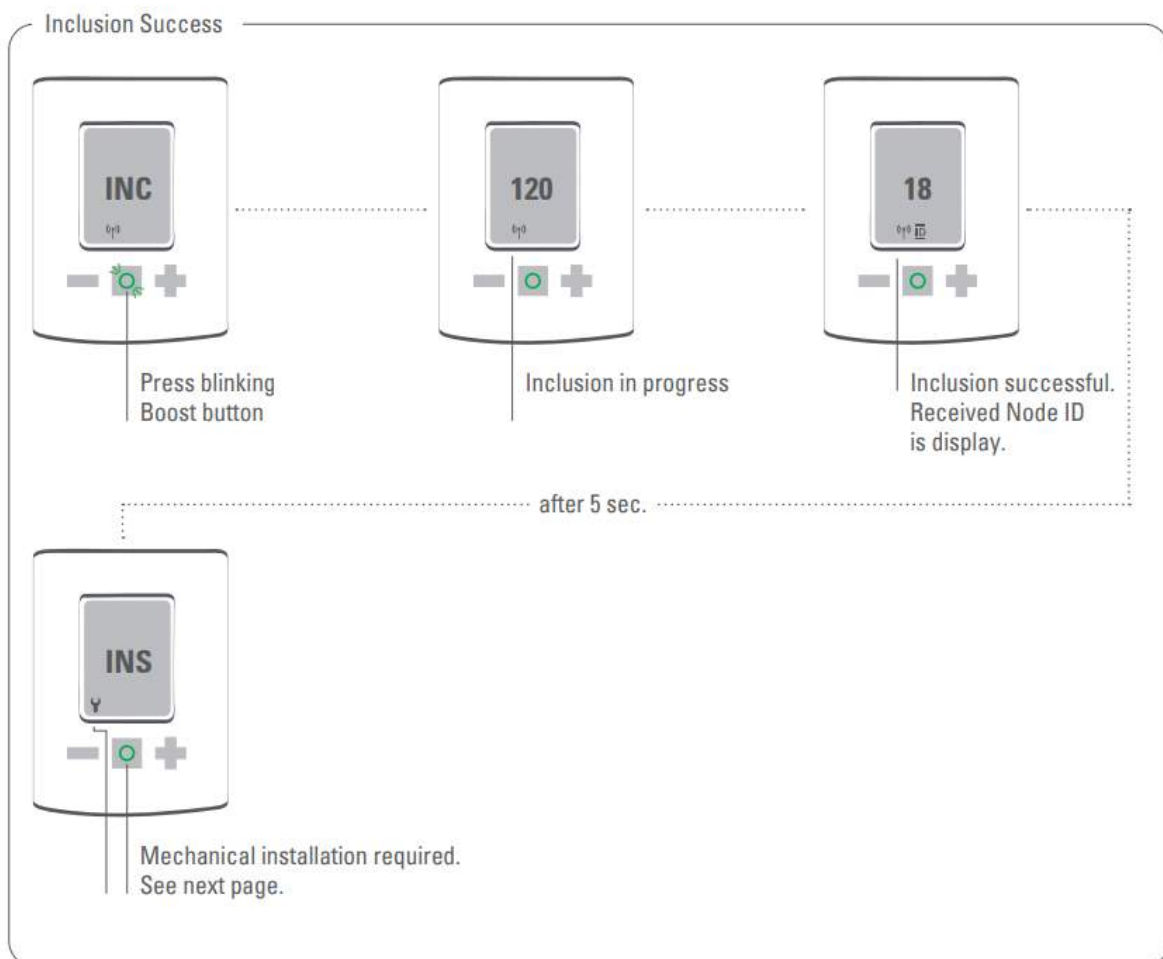 Inclusion Success
INC
120
18
ID
Press blinking
Boost button
Inclusion in progress
Inclusion successful.
Received Node ID
is display.
after 5 sec.
INS
Mechanical installation required.
See next page.